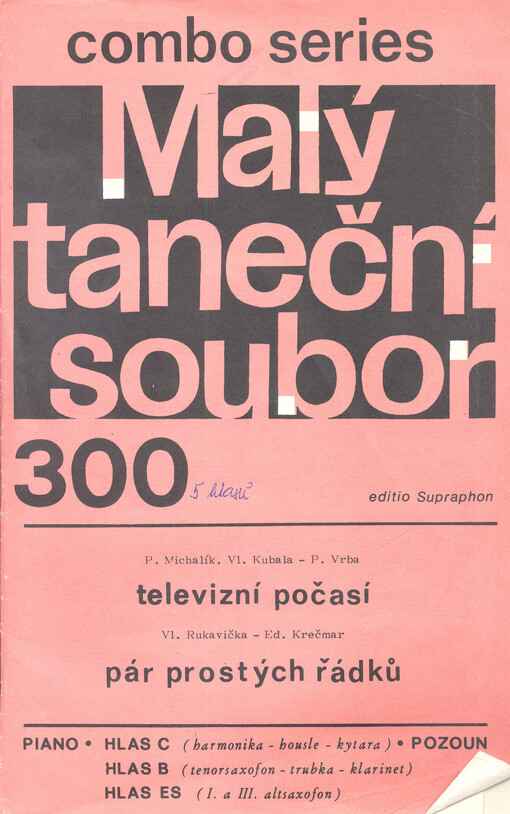 combo series
Malý
taneční
soubor
300 5 hlasů
editio Supraphon
P. Michalík, Vl. Kubala - P. Vrba
televizní počasí
Vl. Rukavička - Ed. Krečmar
pár prostých řádků
PIANO • HLAS C (harmonika - housle - kytara) • POZOUN
HLAS B (tenorsaxofon - trubka - klarinet)
HLAS ES (I. a III. altsaxofon)